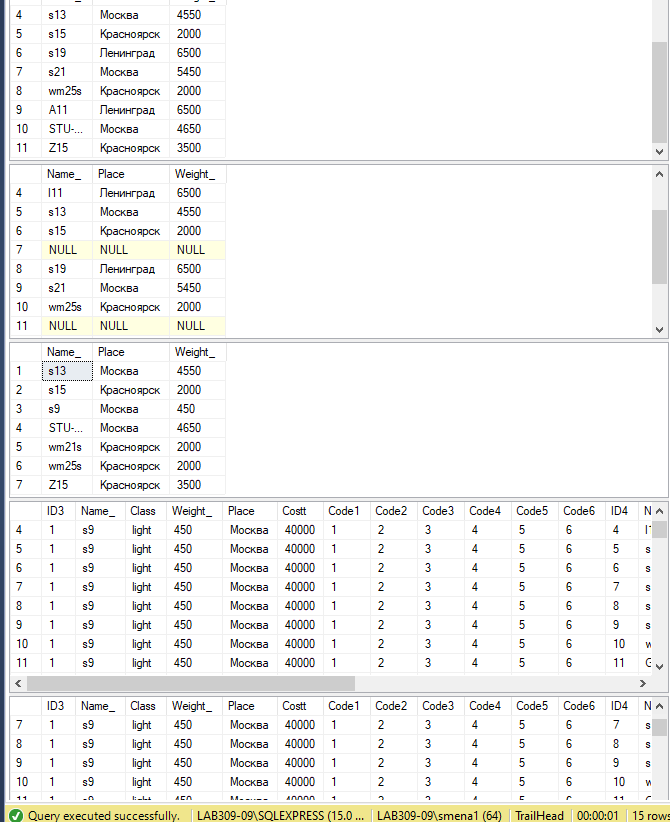 4 s13 Москва 4550
5 s15 Красноярск 2000
6 s19 Ленинград 6500
7 s21 Москва 5450
8 wm25s Красноярск 2000
9 A11 Ленинград 6500
10 STU-... Москва 4650
11 Z15 Красноярск 3500
Name_ Place Weight_
4 I11 Ленинград 6500
5 s13 Москва 4550
6 s15 Красноярск 2000
7 NULL NULL NULL
8 s19 Ленинград 6500
9 s21 Москва 5450
10 wm25s Красноярск 2000
11 NULL NULL NULL
Name_ Place Weight_
1 s13 Москва 4550
2 s15 Красноярск 2000
3 s9 Москва 450
4 STU-... Москва 4650
5 wm21s Красноярск 2000
6 wm25s Красноярск 2000
7 Z15 Красноярск 3500
ID3 Name_ Class Weight_ Place Costt Code1 Code2 Code3 Code4 Code5 Code6 ID4
4 1 s9 light 450 Москва 40000 1 2 3 4 5 6 4
5 1 s9 light 450 Москва 40000 1 2 3 4 5 6 5 s
6 1 s9 light 450 Москва 40000 1 2 3 4 5 6 6 s
7 1 s9 light 450 Москва 40000 1 2 3 4 5 6 7 s
8 1 s9 light 450 Москва 40000 1 2 3 4 5 6 8 s
9 1 s9 light 450 Москва 40000 1 2 3 4 5 6 9 s
10 1 s9 light 450 Москва 40000 1 2 3 4 5 6 10 w
11 1 s9 light 450 Москва 40000 1 2 3 4 5 6 11
ID3 Name_ Class Weight_ Place Costt Code1 Code2 Code3 Code4 Code5 Code6 ID4
7 1 s9 light 450 Москва 40000 1 2 3 4 5 6 7 s
8 1 s9 light 450 Москва 40000 1 2 3 4 5 6 8 s
9 1 s9 light 450 Москва 40000 1 2 3 4 5 6 9 s
10 1 s9 light 450 Москва 40000 1 2 3 4 5 6 10 w
Query executed successfully. LAB309-09\SQLEXPRESS (15.0 ... LAB309-09\smena1 (64) TrailHead 00:00:01 15 rows